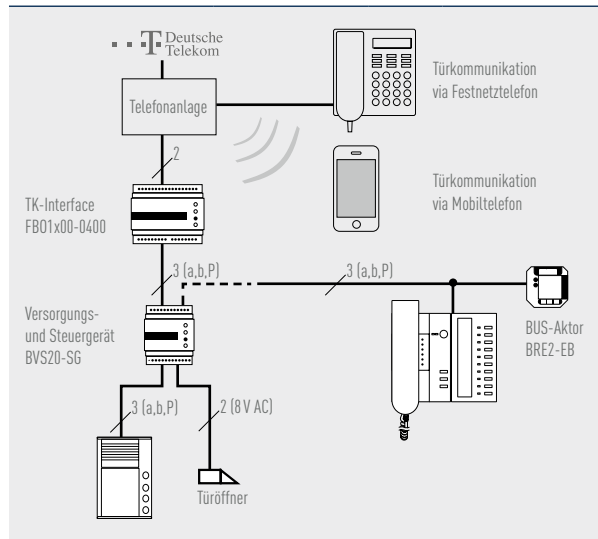 Deutsche
Telekom
Telefonanlage
Türkommunikation
via Festnetztelefon
2
Türkommunikation
via Mobiltelefon
TK-Interface
FBO1x00-0400
3 (a,b,P)
3 (a,b,P)
Versorgungs-
und Steuergerät
BVS20-SG
BUS-Aktor
BRE2-EB
3 (a,b,P)
2 (8 V AC)
Türöffner